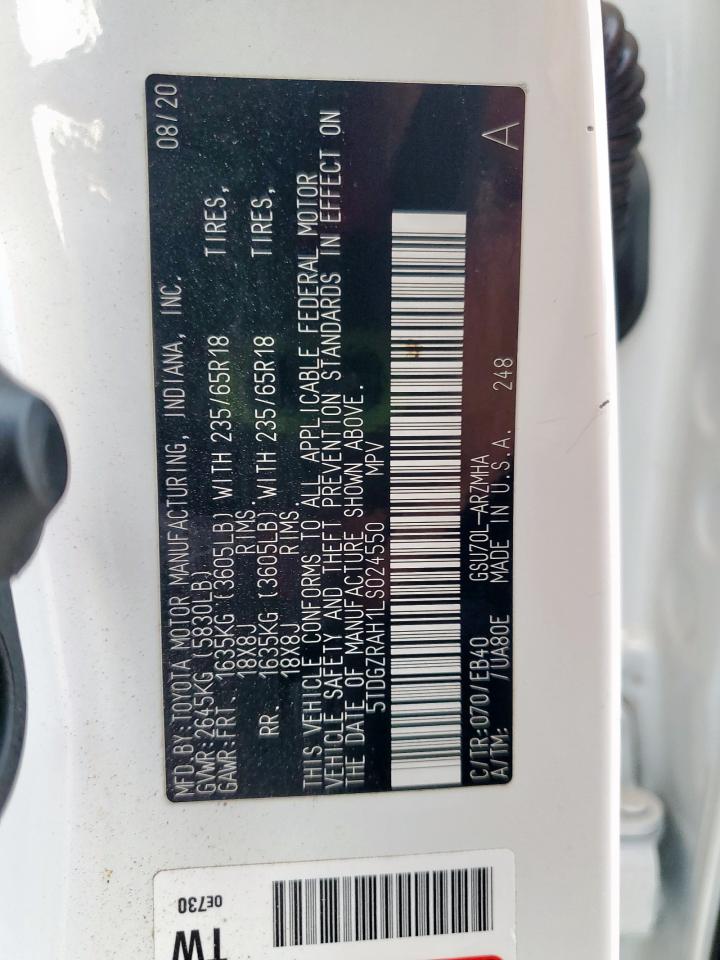 MFD.BY:TOYOTA MOTOR MANUFACTURING, INDIANA, INC. 08/20
GVWR:2645KG (5830LB)
GAWR:FRT. 1635KG (3605LB) WITH 235/65R18 TIRES,
18X8J RIMS
RR. 1635KG (3605LB) WITH 235/65R18 TIRES,
18X8J RIMS
THIS VEHICLE CONFORMS TO ALL APPLICABLE FEDERAL MOTOR
VEHICLE SAFETY AND THEFT PREVENTION STANDARDS IN EFFECT ON
THE DATE OF MANUFACTURE SHOWN ABOVE.
5TDGZRAH1LS024550 MPV
C/TR:070/EB40 GSU70L-ARZMHA
A/TM: /UA80E MADE IN U.S.A. 248 A
0E730
TW